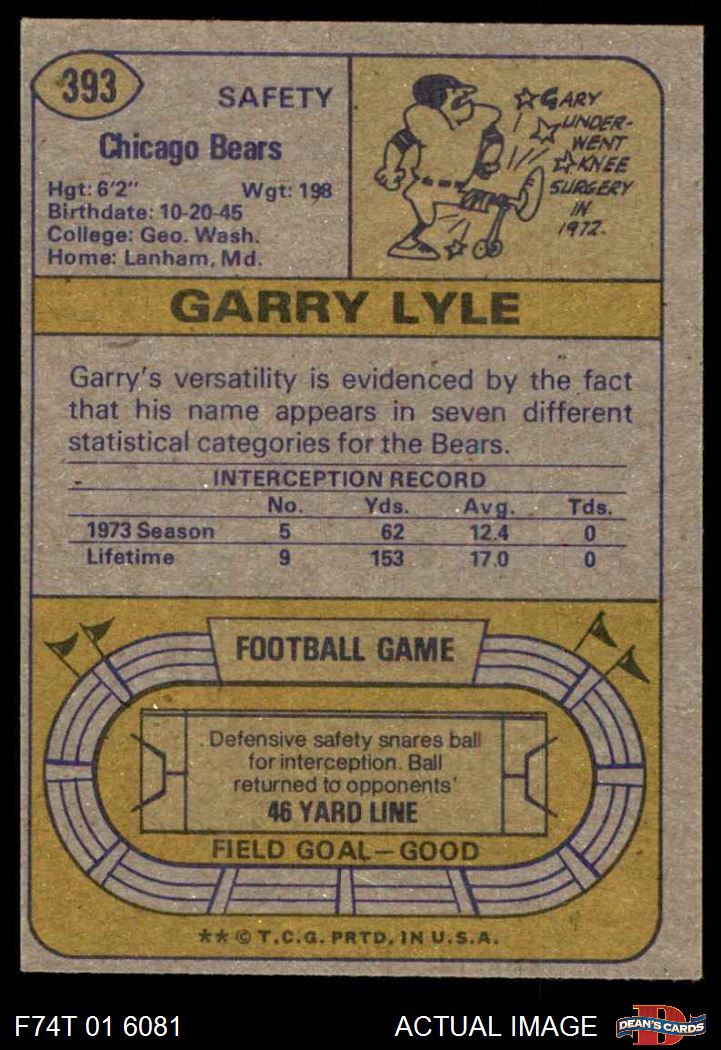 393
SAFETY
Chicago Bears
Hgt: 6'2" Wgt: 198
Birthdate: 10-20-45
College: Geo. Wash.
Home: Lanham, Md.
GARY
UNDER-
WENT
KNEE
SURGERY
IN
1972.
GARRY LYLE
Garry's versatility is evidenced by the fact
that his name appears in seven different
statistical categories for the Bears.
INTERCEPTION RECORD
No. Yds. Avg. Tds.
1973 Season 5 62 12.4 0
Lifetime 9 153 17.0 0
FOOTBALL GAME
Defensive safety snares ball
for interception. Ball
returned to opponents'
46 YARD LINE
FIELD GOAL—GOOD
** © T.C.G. PRTD. IN U.S.A.
F74T 01 6081 ACTUAL IMAGE
D
DEAN'S CARDS